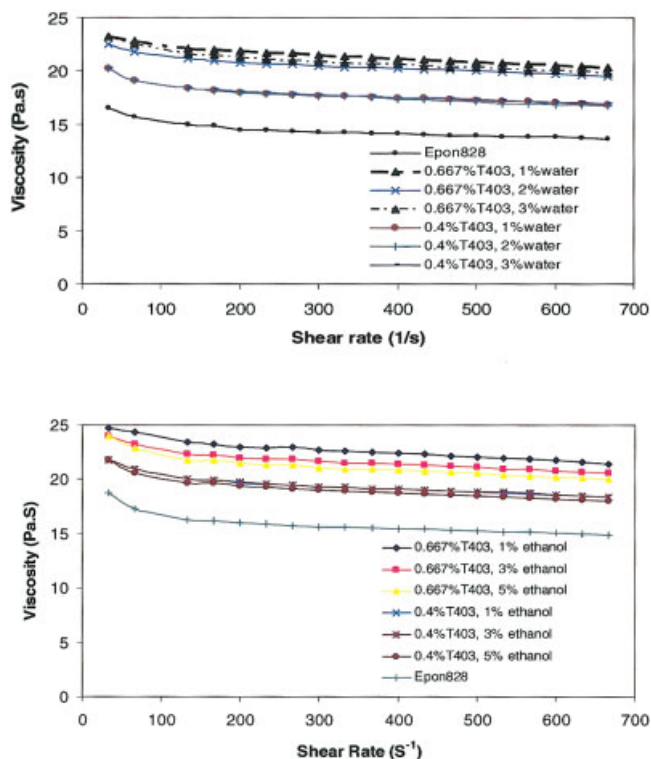 25
20
15
10
5
0
Viscosity (Pa.s)
Epon828
0.667%T403, 1%water
0.667%T403, 2%water
0.667%T403, 3%water
0.4%T403, 1%water
0.4%T403, 2%water
0.4%T403, 3%water
0 100 200 300 400 500 600 700
Shear rate (1/s)
25
20
15
10
5
0
Viscosity (Pa.S)
0.667%T403, 1% ethanol
0.667%T403, 3% ethanol
0.667%T403, 5% ethanol
0.4%T403, 1% ethanol
0.4%T403, 3% ethanol
0.4%T403, 5% ethanol
Epon828
0 100 200 300 400 500 600 700
Shear Rate (S⁻¹)